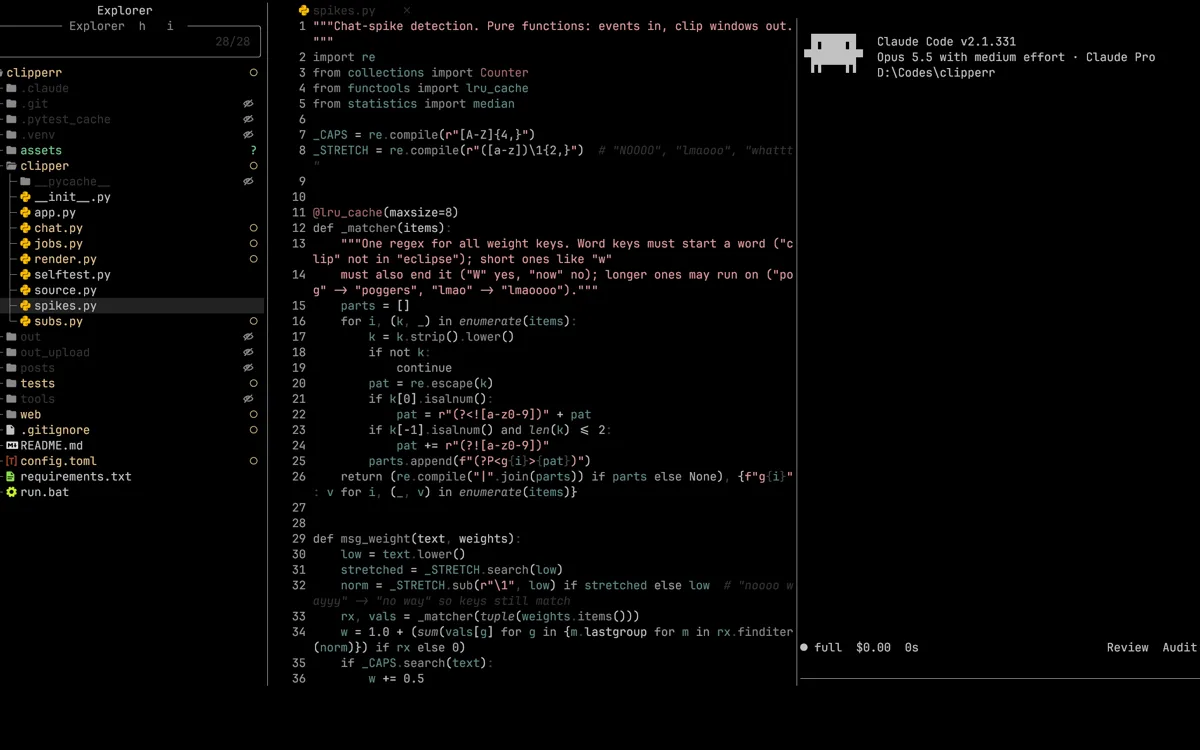 Explorer
Explorer h i
28/28
clipperr
.claude
.git
.pytest_cache
.venv
assets ?
clipper
__pycache__
__init__.py
app.py
chat.py
jobs.py
render.py
selftest.py
source.py
spikes.py
subs.py
out
out_upload
posts
tests
tools
web
.gitignore
README.md
config.toml
requirements.txt
run.bat
spikes.py ×
1 """Chat-spike detection. Pure functions: events in, clip windows out.
"""
2 import re
3 from collections import Counter
4 from functools import lru_cache
5 from statistics import median
6
7 _CAPS = re.compile(r"[A-Z]{4,}")
8 _STRETCH = re.compile(r"([a-z])\1{2,}")  # "NOOOO", "lmaooo", "whattt
"
9
10
11 @lru_cache(maxsize=8)
12 def _matcher(items):
13     """One regex for all weight keys. Word keys must start a word ("c
lip" not in "eclipse"); short ones like "w"
14     must also end it ("W" yes, "now" no); longer ones may run on ("po
g" -> "poggers", "lmao" -> "lmaoooo")."""
15     parts = []
16     for i, (k, _) in enumerate(items):
17         k = k.strip().lower()
18         if not k:
19             continue
20         pat = re.escape(k)
21         if k[0].isalnum():
22             pat = r"(?<![a-z0-9])" + pat
23         if k[-1].isalnum() and len(k) <= 2:
24             pat += r"(?![a-z0-9])"
25         parts.append(f"(?P<g{i}>{pat})")
26     return (re.compile("|".join(parts)) if parts else None), {f"g{i}"
: v for i, (_, v) in enumerate(items)}
27
28
29 def msg_weight(text, weights):
30     low = text.lower()
31     stretched = _STRETCH.search(low)
32     norm = _STRETCH.sub(r"\1", low) if stretched else low  # "noooo w
ayyy" -> "no way" so keys still match
33     rx, vals = _matcher(tuple(weights.items()))
34     w = 1.0 + (sum(vals[g] for g in {m.lastgroup for m in rx.finditer
(norm)}) if rx else 0)
35     if _CAPS.search(text):
36         w += 0.5
Claude Code v2.1.331
Opus 5.5 with medium effort · Claude Pro
D:\Codes\clipperr
● full $0.00 0s Review Audit